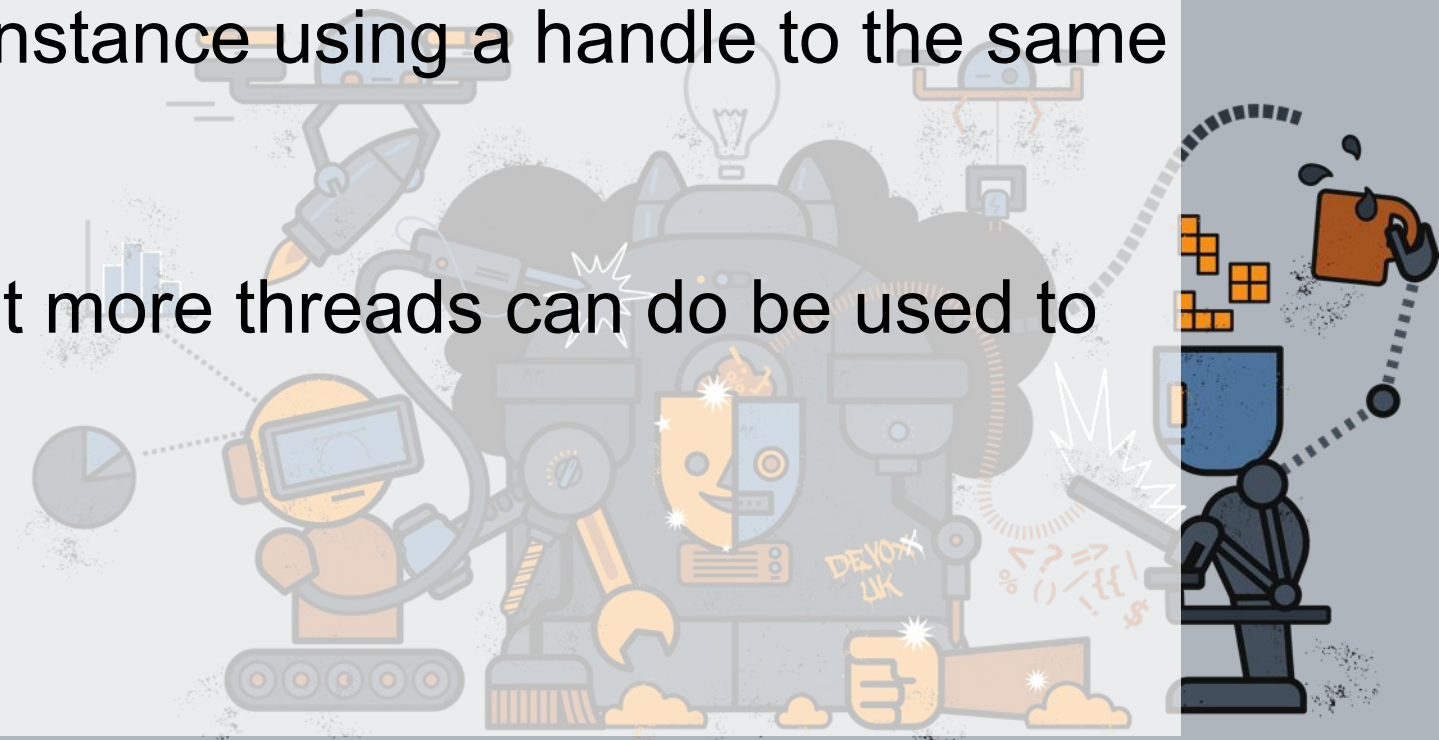 nstance using a handle to the same
t more threads can do be used to
DEVOXX
UK
<? =>
% () / {{ |
! $